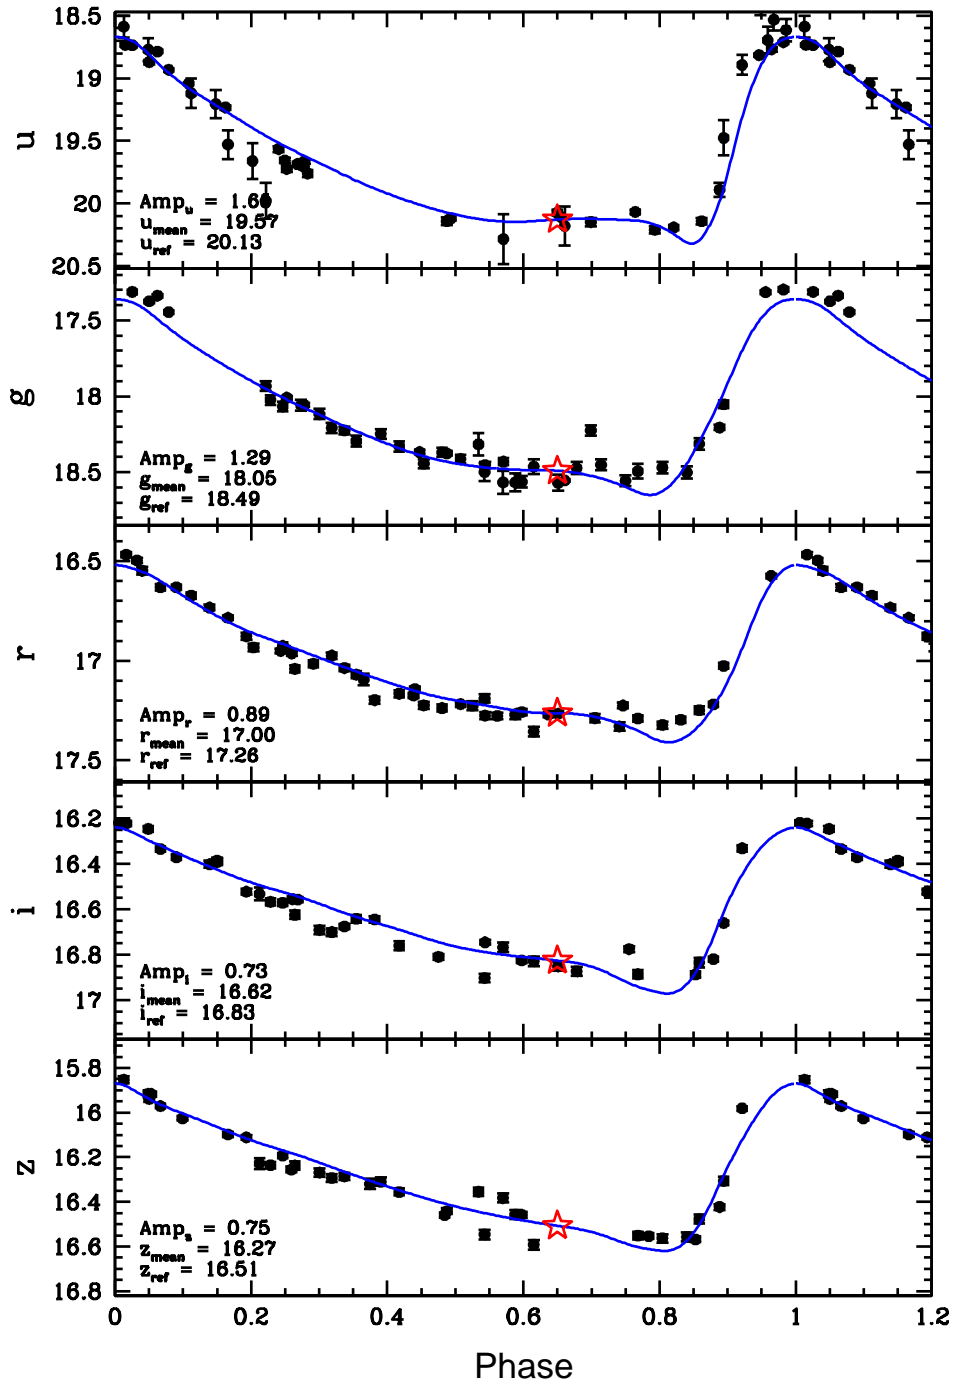 18.5
19
19.5
20
20.5
u
Amp_u = 1.66
u_mean = 19.57
u_ref = 20.13
17.5
18
18.5
g
Amp_g = 1.29
g_mean = 18.05
g_ref = 18.49
16.5
17
17.5
r
Amp_r = 0.89
r_mean = 17.00
r_ref = 17.26
16.2
16.4
16.6
16.8
17
i
Amp_i = 0.73
i_mean = 16.62
i_ref = 16.83
15.8
16
16.2
16.4
16.6
16.8
z
Amp_z = 0.75
z_mean = 16.27
z_ref = 16.51
0 0.2 0.4 0.6 0.8 1 1.2
Phase